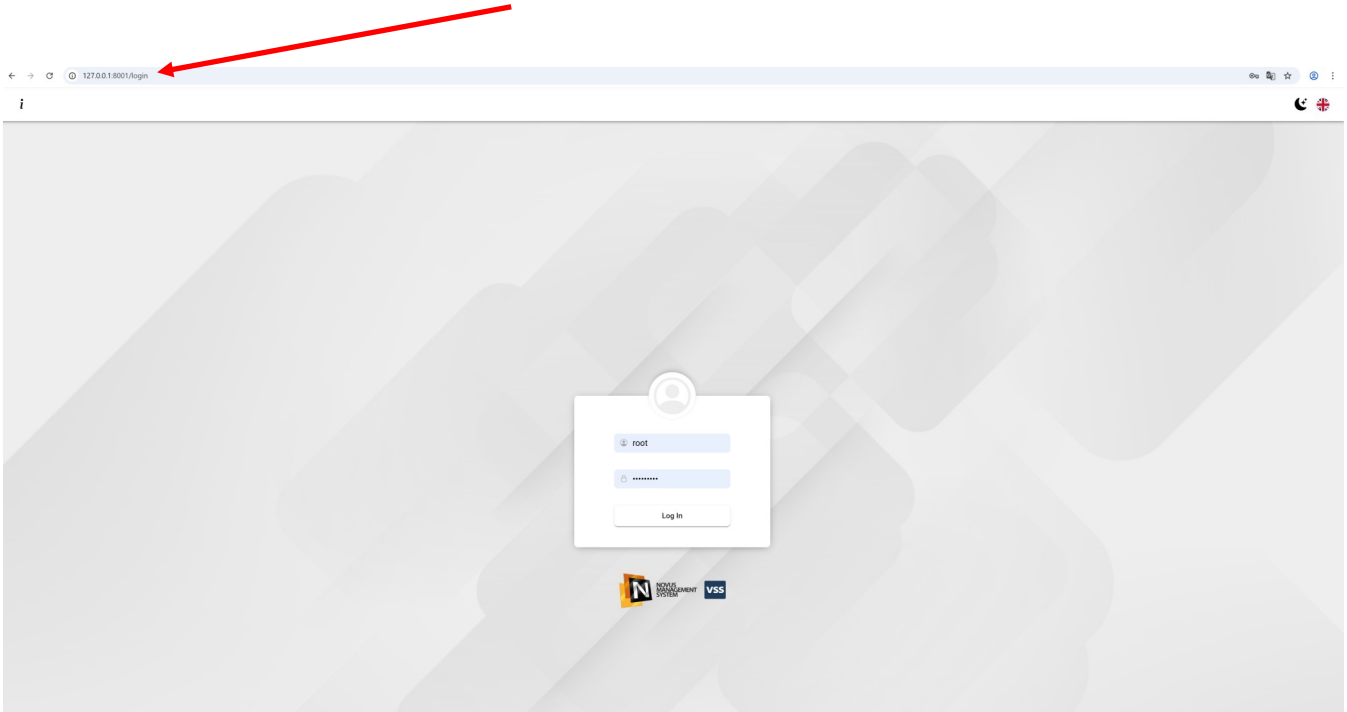 127.0.0.1:8001/login
i
root
•••••••••
Log In
NOVUS
MANAGEMENT
SYSTEM
VSS